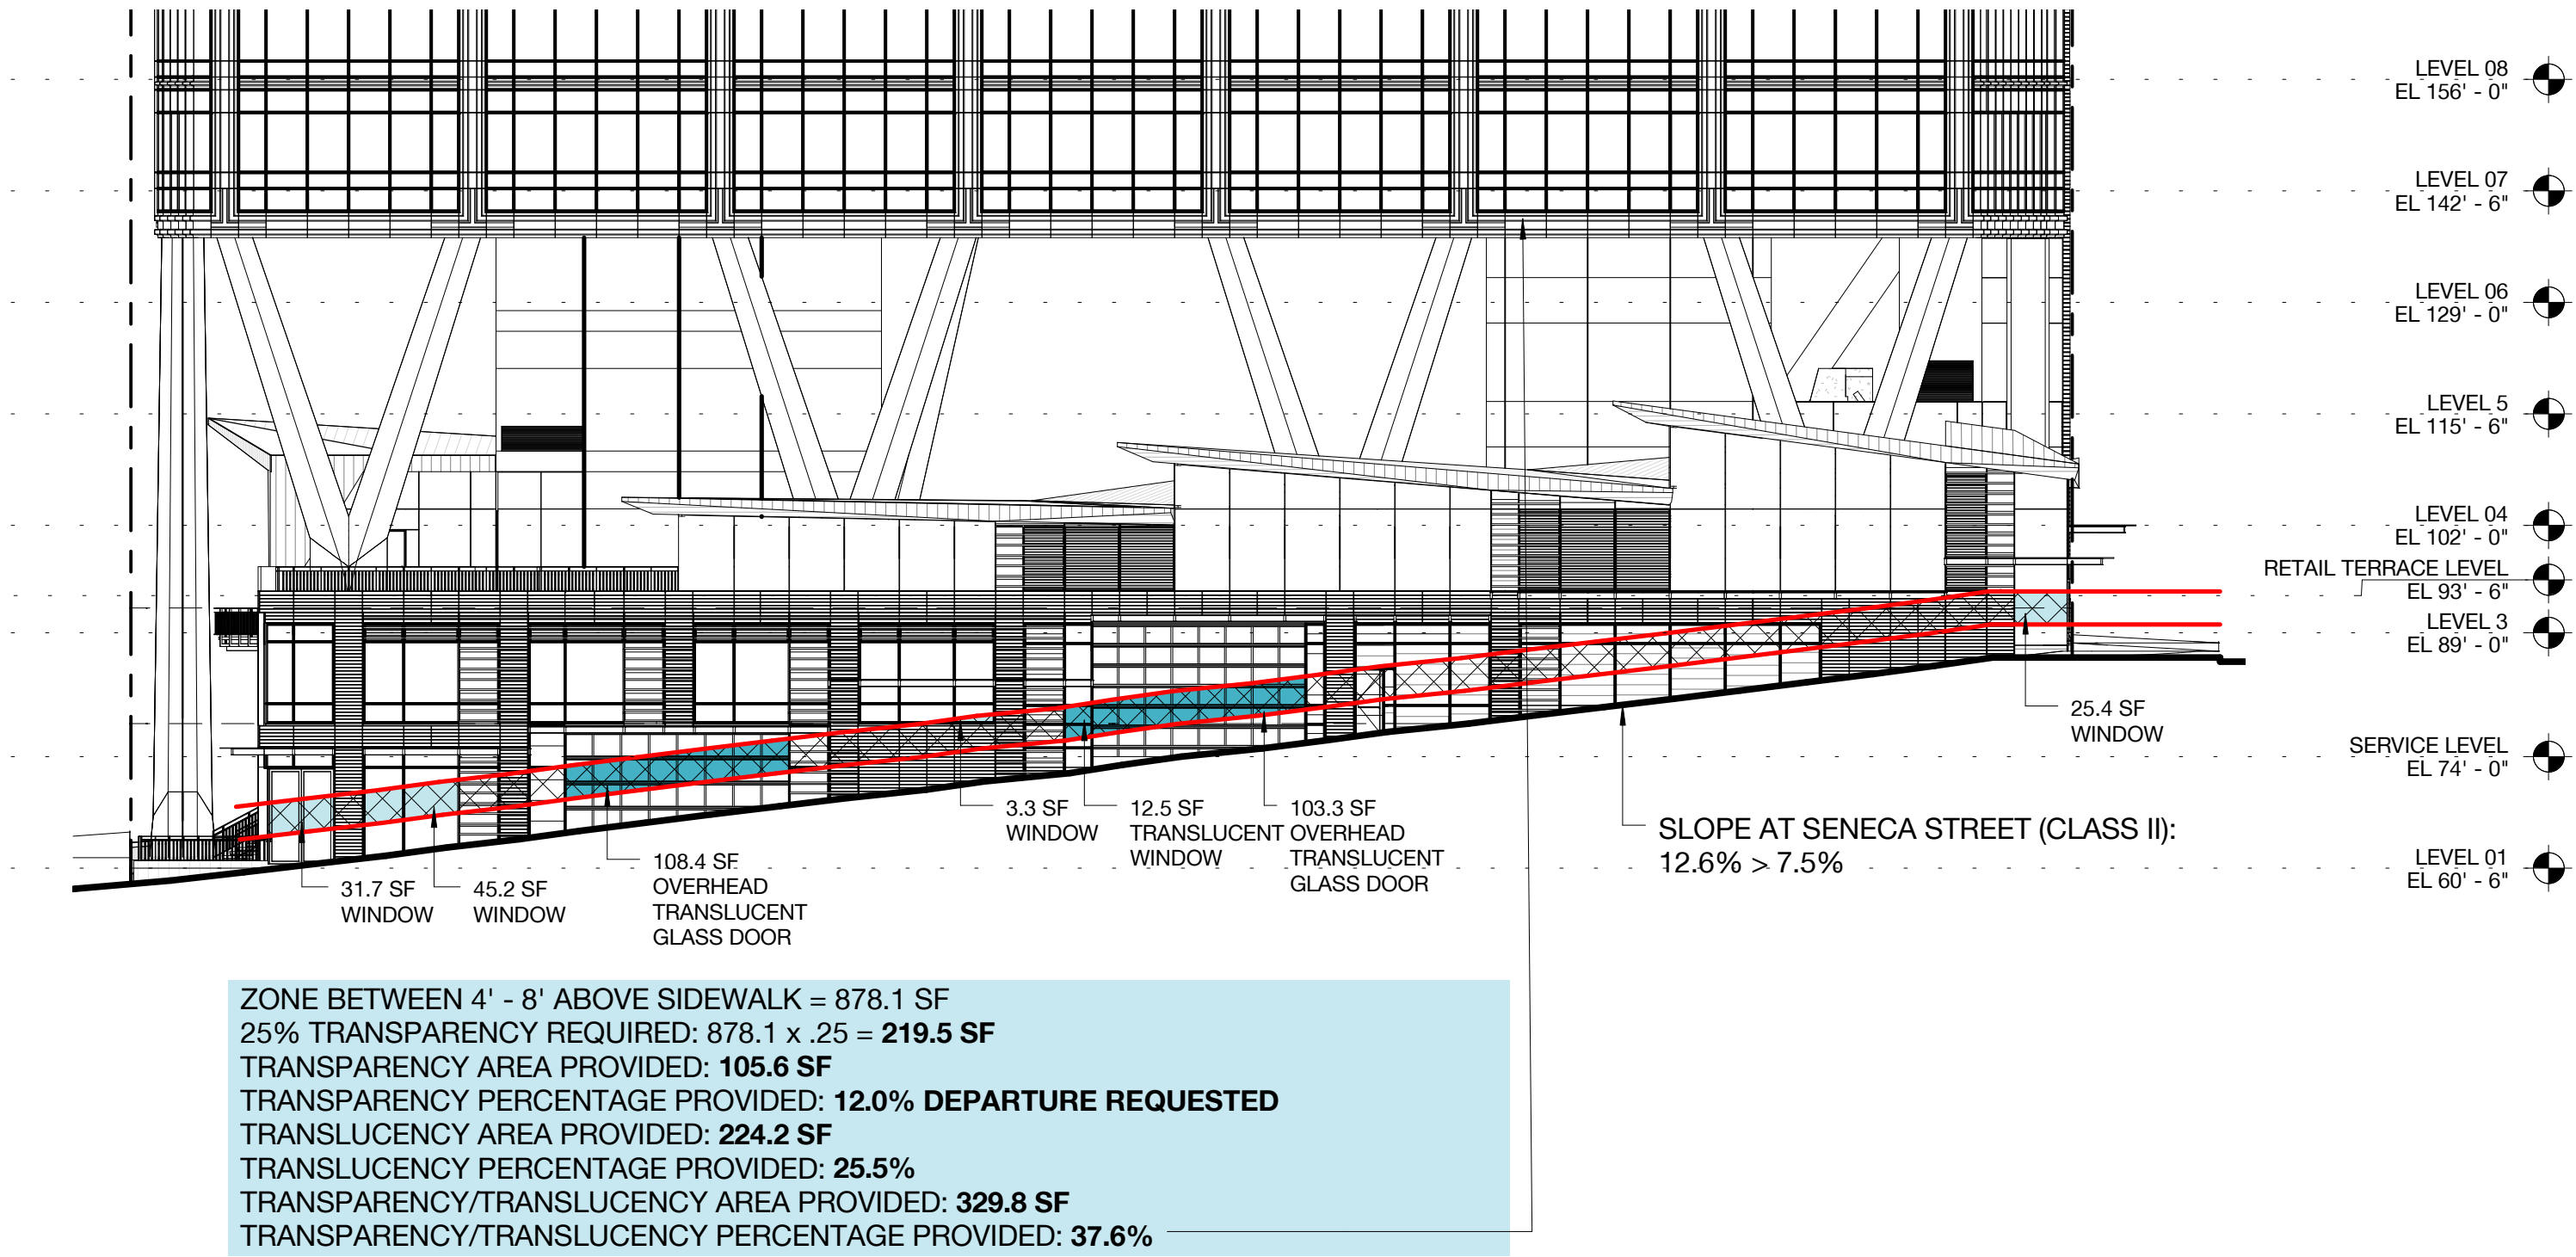 LEVEL 08
EL 156' - 0"
LEVEL 07
EL 142' - 6"
LEVEL 06
EL 129' - 0"
LEVEL 5
EL 115' - 6"
LEVEL 04
EL 102' - 0"
RETAIL TERRACE LEVEL
EL 93' - 6"
LEVEL 3
EL 89' - 0"
SERVICE LEVEL
EL 74' - 0"
LEVEL 01
EL 60' - 6"
31.7 SF
WINDOW
45.2 SF
WINDOW
108.4 SF
OVERHEAD
TRANSLUCENT
GLASS DOOR
3.3 SF
WINDOW
12.5 SF
TRANSLUCENT
WINDOW
103.3 SF
OVERHEAD
TRANSLUCENT
GLASS DOOR
25.4 SF
WINDOW
SLOPE AT SENECA STREET (CLASS II):
12.6% > 7.5%
ZONE BETWEEN 4' - 8' ABOVE SIDEWALK = 878.1 SF
25% TRANSPARENCY REQUIRED: 878.1 x .25 = 219.5 SF
TRANSPARENCY AREA PROVIDED: 105.6 SF
TRANSPARENCY PERCENTAGE PROVIDED: 12.0% DEPARTURE REQUESTED
TRANSLUCENCY AREA PROVIDED: 224.2 SF
TRANSLUCENCY PERCENTAGE PROVIDED: 25.5%
TRANSPARENCY/TRANSLUCENCY AREA PROVIDED: 329.8 SF
TRANSPARENCY/TRANSLUCENCY PERCENTAGE PROVIDED: 37.6%